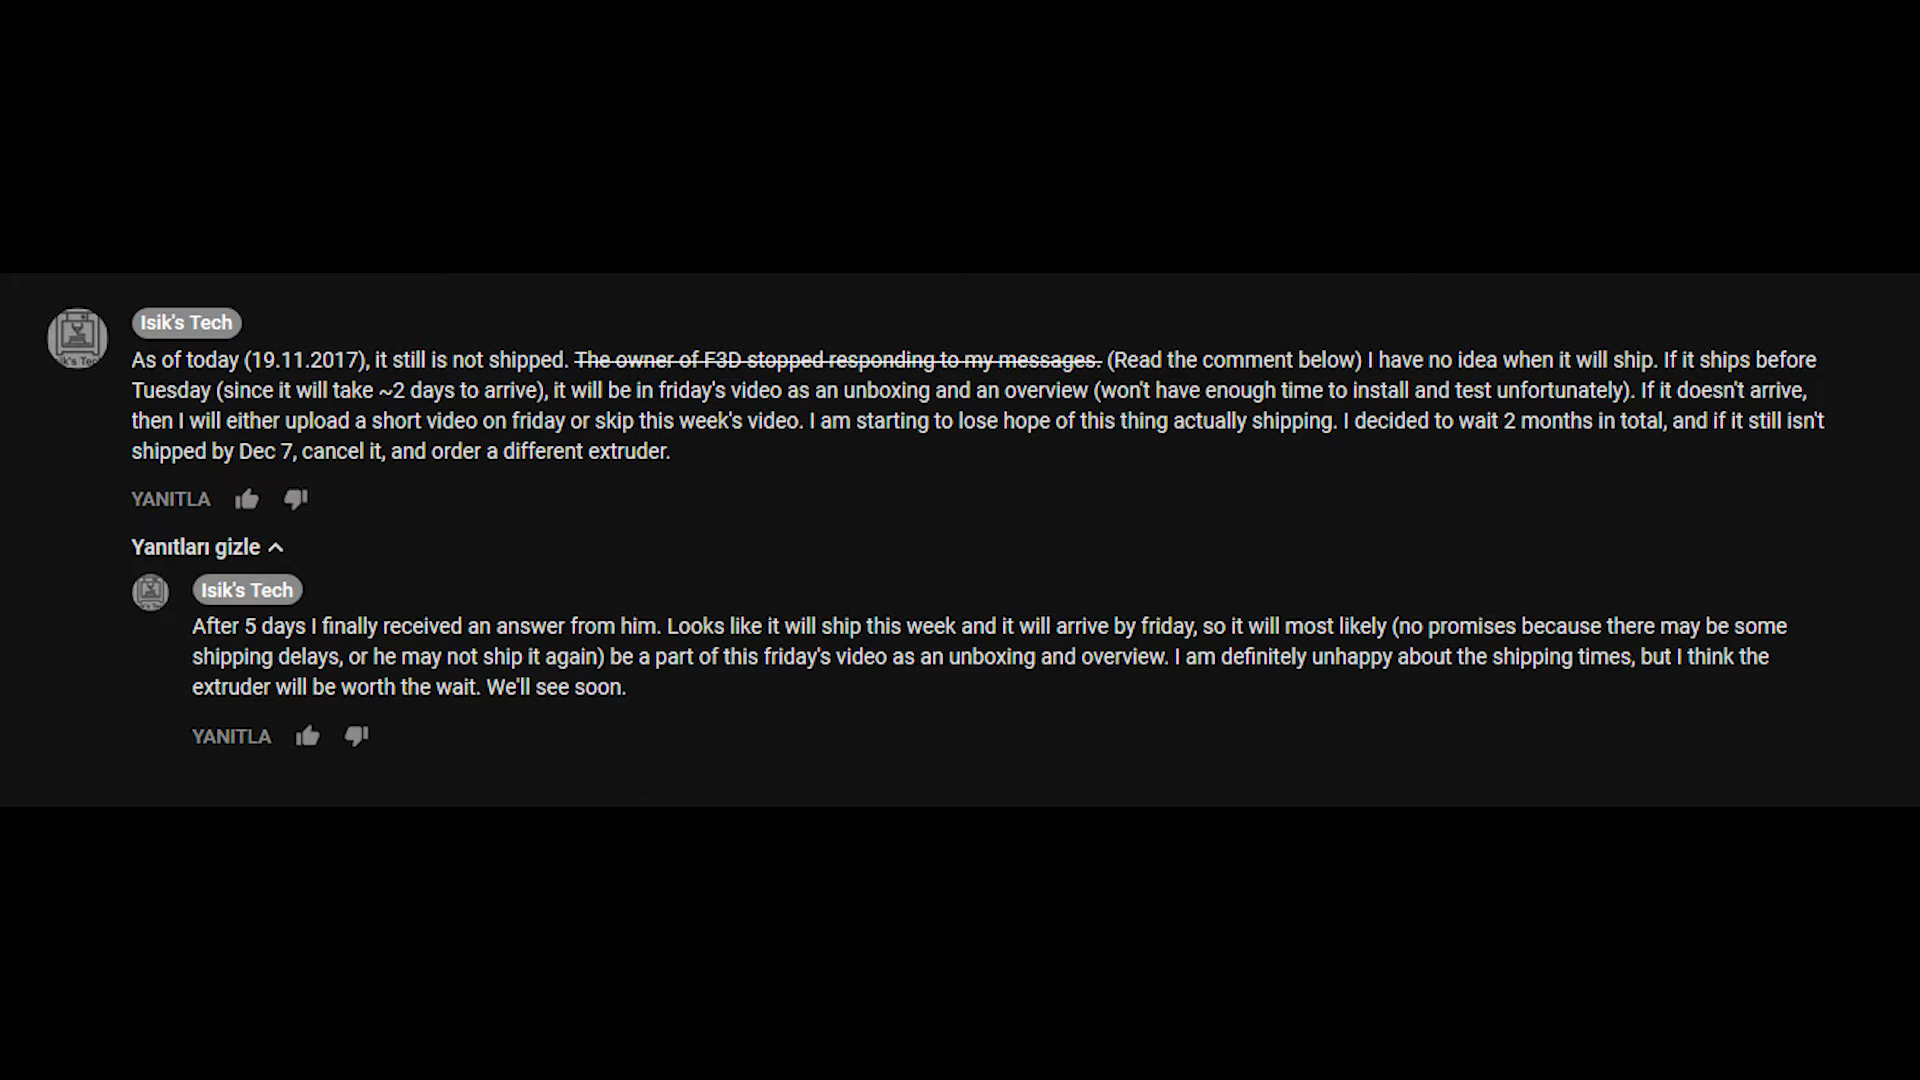 Isik's Tech
As of today (19.11.2017), it still is not shipped. The owner of F3D stopped responding to my messages. (Read the comment below) I have no idea when it will ship. If it ships before
Tuesday (since it will take ~2 days to arrive), it will be in friday's video as an unboxing and an overview (won't have enough time to install and test unfortunately). If it doesn't arrive,
then I will either upload a short video on friday or skip this week's video. I am starting to lose hope of this thing actually shipping. I decided to wait 2 months in total, and if it still isn't
shipped by Dec 7, cancel it, and order a different extruder.
YANITLA
Yanıtları gizle
Isik's Tech
After 5 days I finally received an answer from him. Looks like it will ship this week and it will arrive by friday, so it will most likely (no promises because there may be some
shipping delays, or he may not ship it again) be a part of this friday's video as an unboxing and overview. I am definitely unhappy about the shipping times, but I think the
extruder will be worth the wait. We'll see soon.
YANITLA